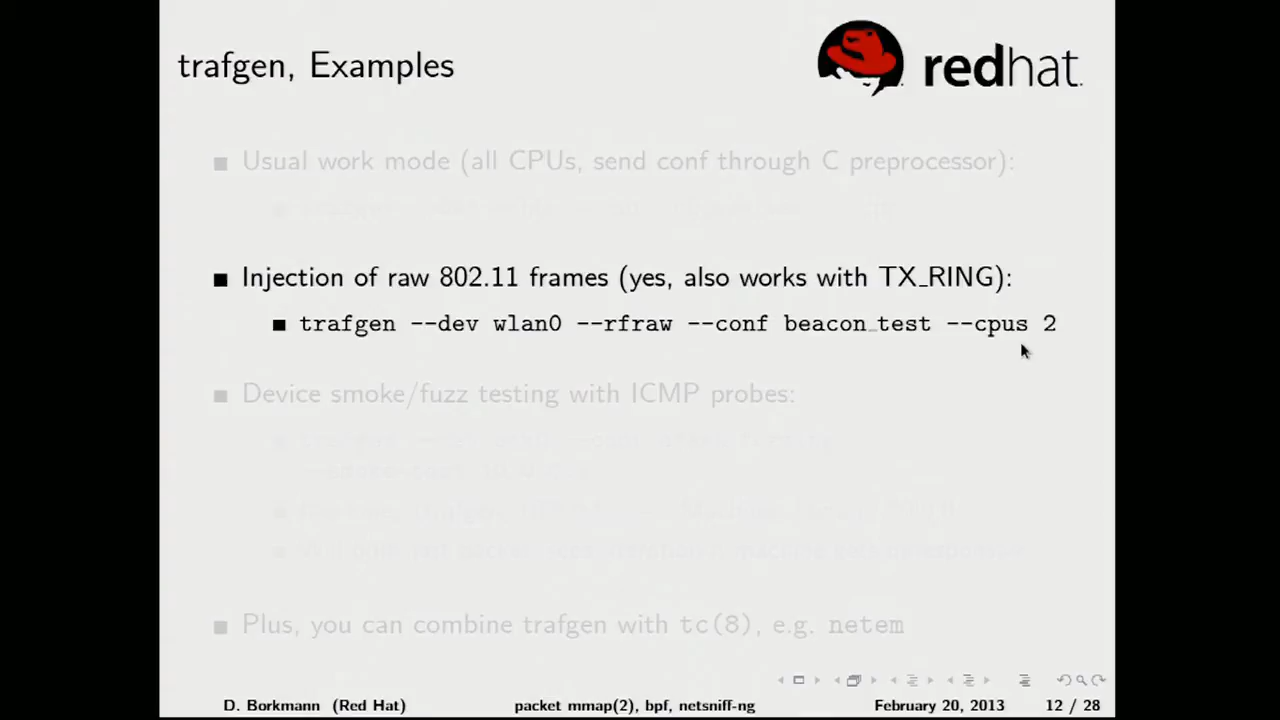 trafgen, Examples
redhat.
Usual work mode (all CPUs, send conf through C preprocessor):
Injection of raw 802.11 frames (yes, also works with TX_RING):
trafgen --dev wlan0 --rfraw --conf beacon_test --cpus 2
Device smoke/fuzz testing with ICMP probes:
Plus, you can combine trafgen with tc(8), e.g. netem
D. Borkmann (Red Hat) packet mmap(2), bpf, netsniff-ng February 20, 2013 12 / 28